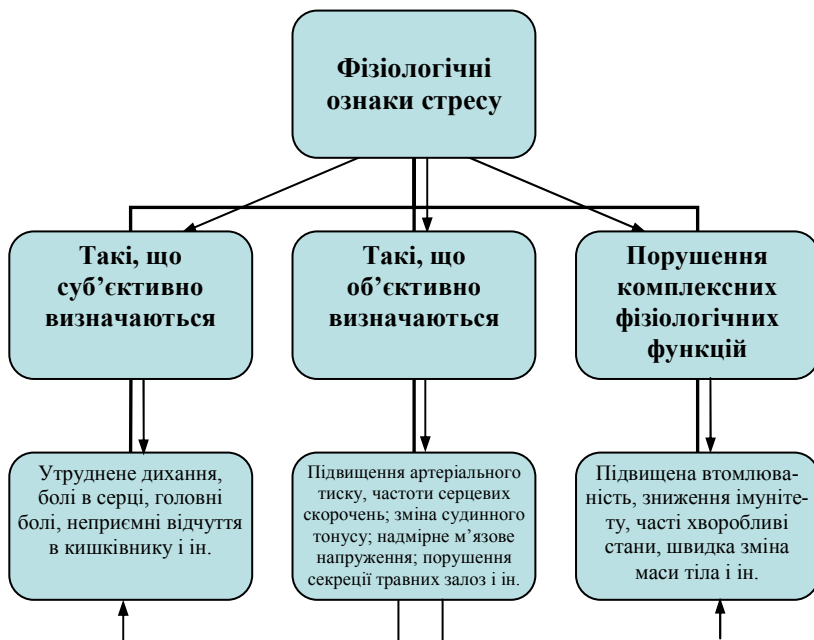 Фізіологічні
ознаки стресу
Такі, що
суб’єктивно
визначаються
Такі, що
об’єктивно
визначаються
Порушення
комплексних
фізіологічних
функцій
Утруднене дихання,
болі в серці, головні
болі, неприємні відчуття
в кишківнику і ін.
Підвищення артеріального
тиску, частоти серцевих
скорочень; зміна судинного
тонусу; надмірне м’язове
напруження; порушення
секреції травних залоз і ін.
Підвищена втомлюва-
ність, зниження імуніте-
ту, часті хворобливі
стани, швидка зміна
маси тіла і ін.